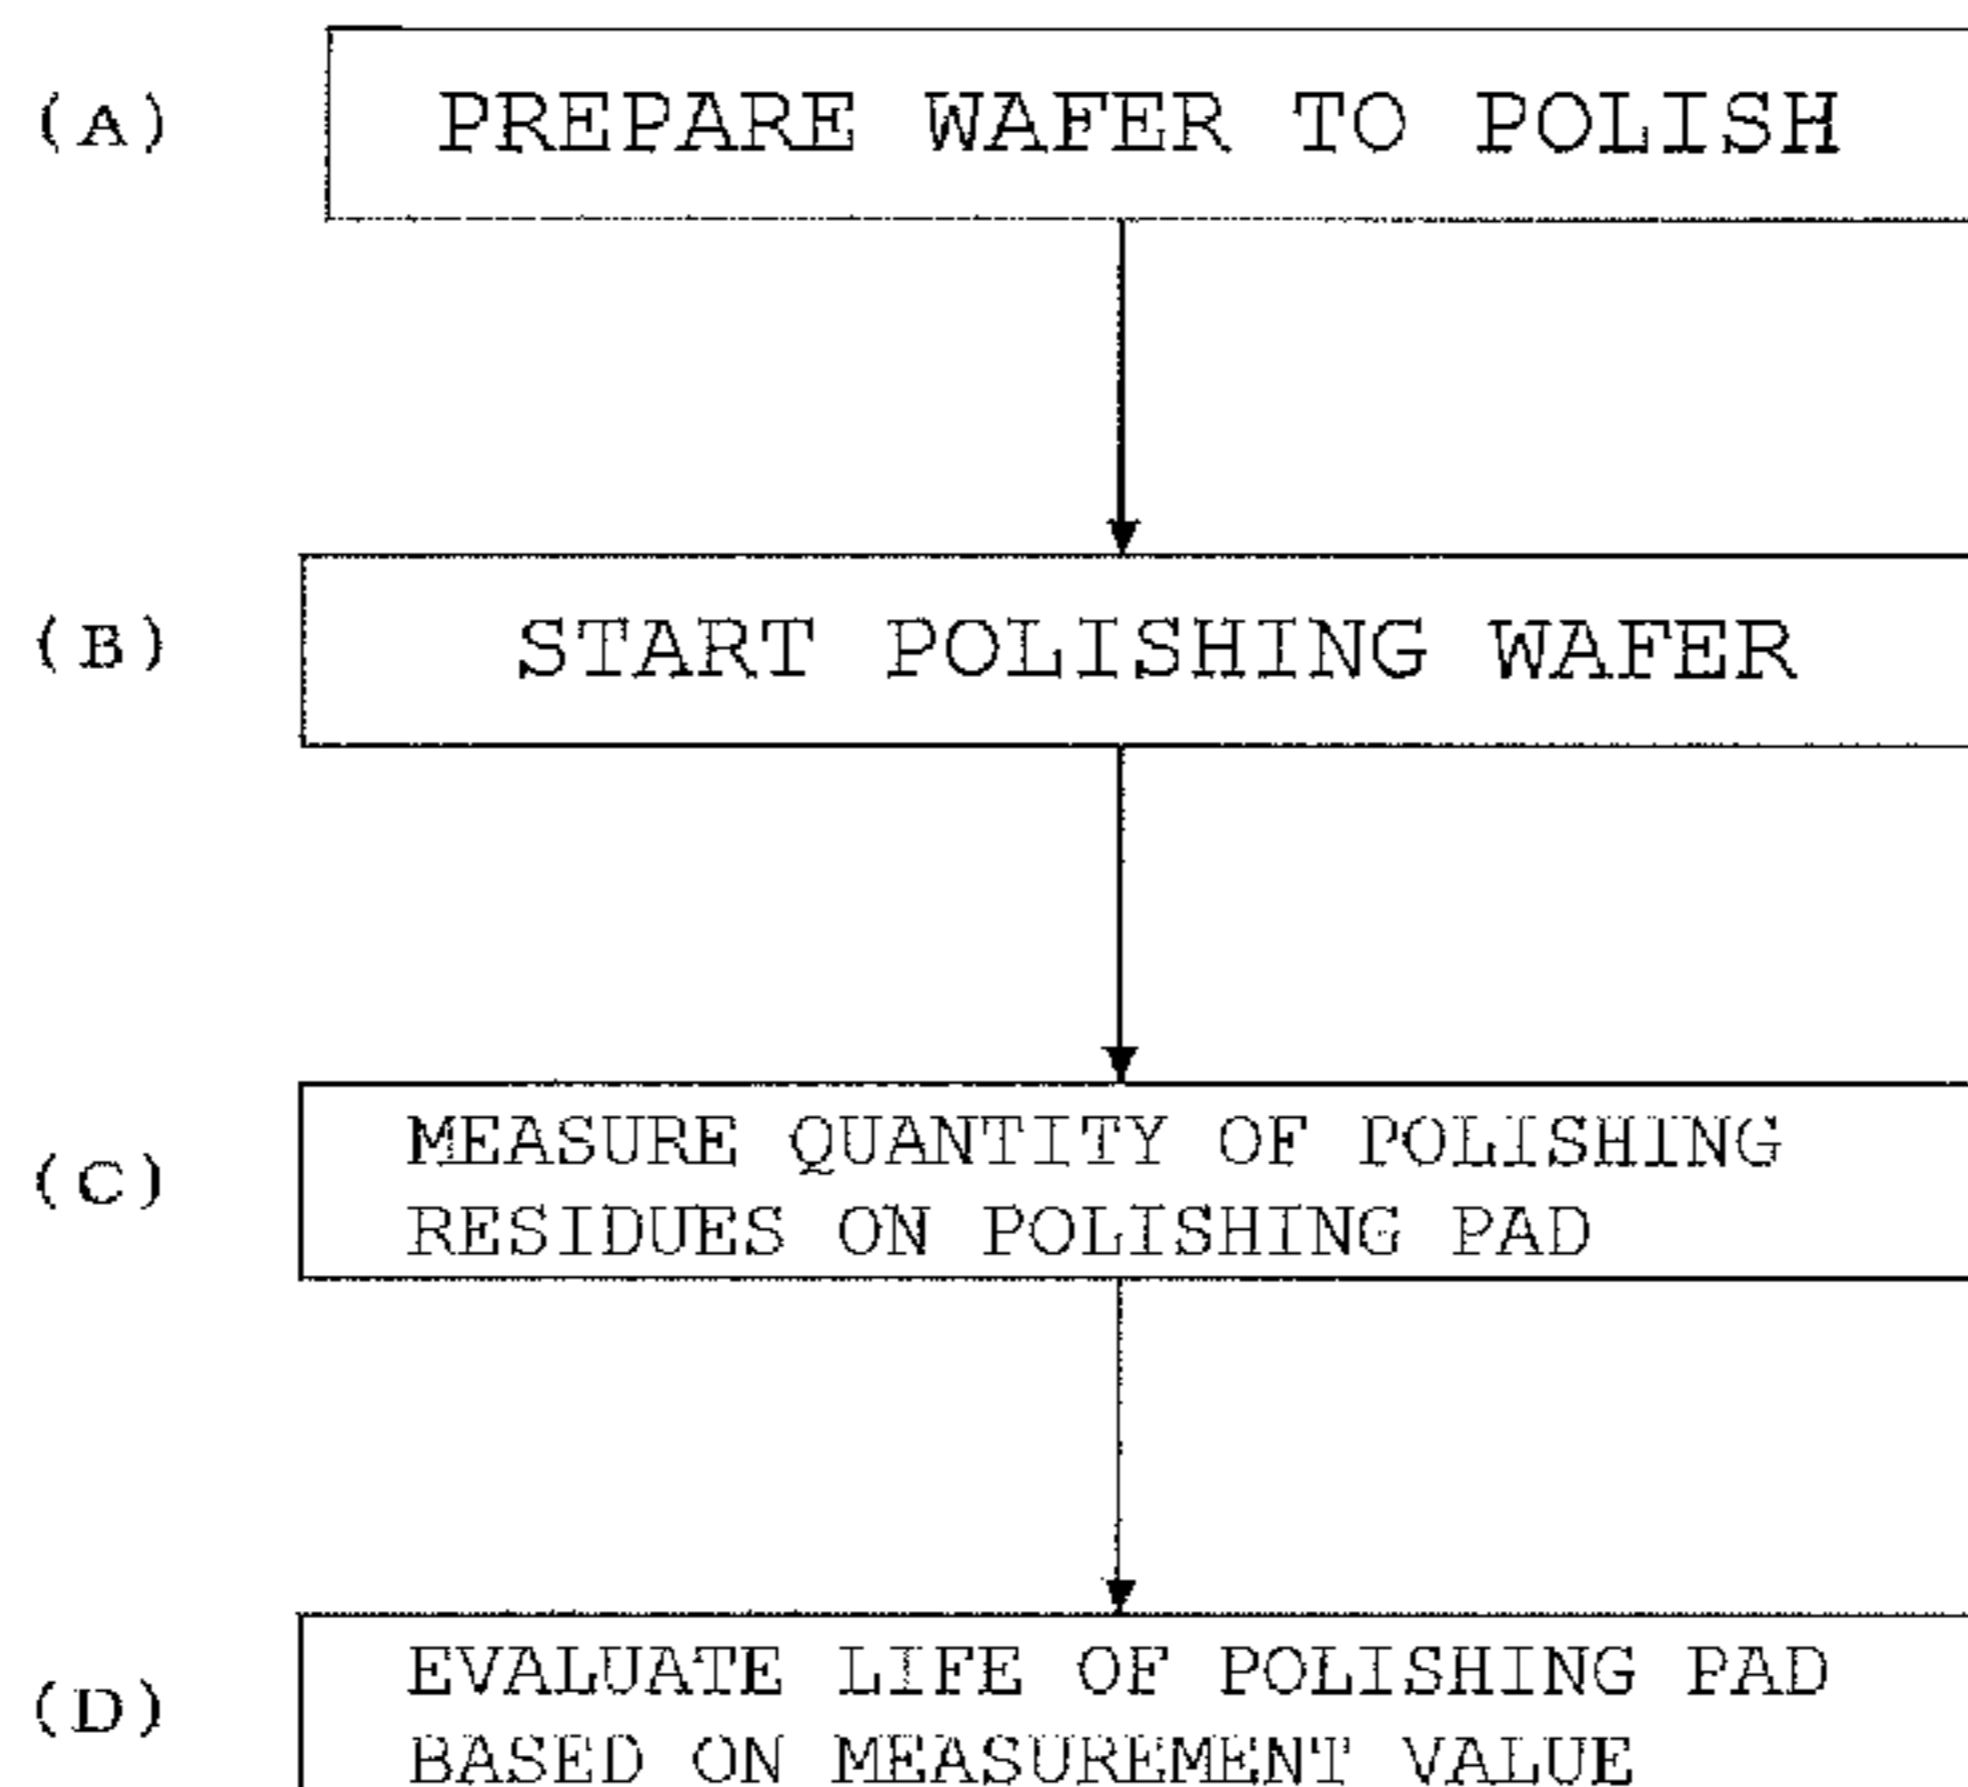 (A) PREPARE WAFER TO POLISH
(B) START POLISHING WAFER
(C) MEASURE QUANTITY OF POLISHING
RESIDUES ON POLISHING PAD
(D) EVALUATE LIFE OF POLISHING PAD
BASED ON MEASUREMENT VALUE